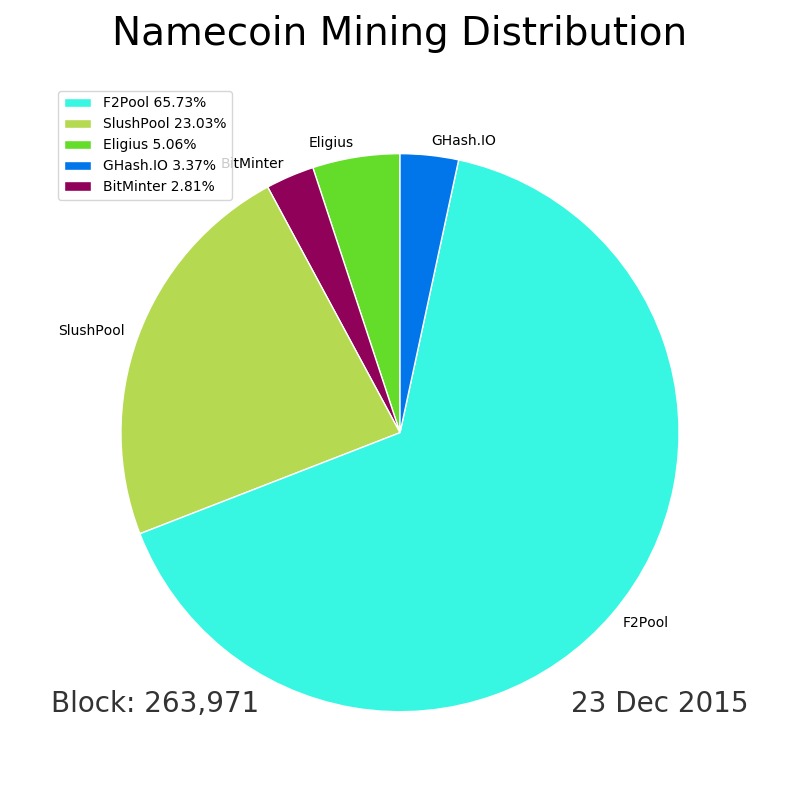 Namecoin Mining Distribution
F2Pool 65.73%
SlushPool 23.03%
Eligius 5.06%
GHash.IO 3.37%
BitMinter 2.81%
GHash.IO
Eligius
BitMinter
SlushPool
F2Pool
Block: 263,971
23 Dec 2015